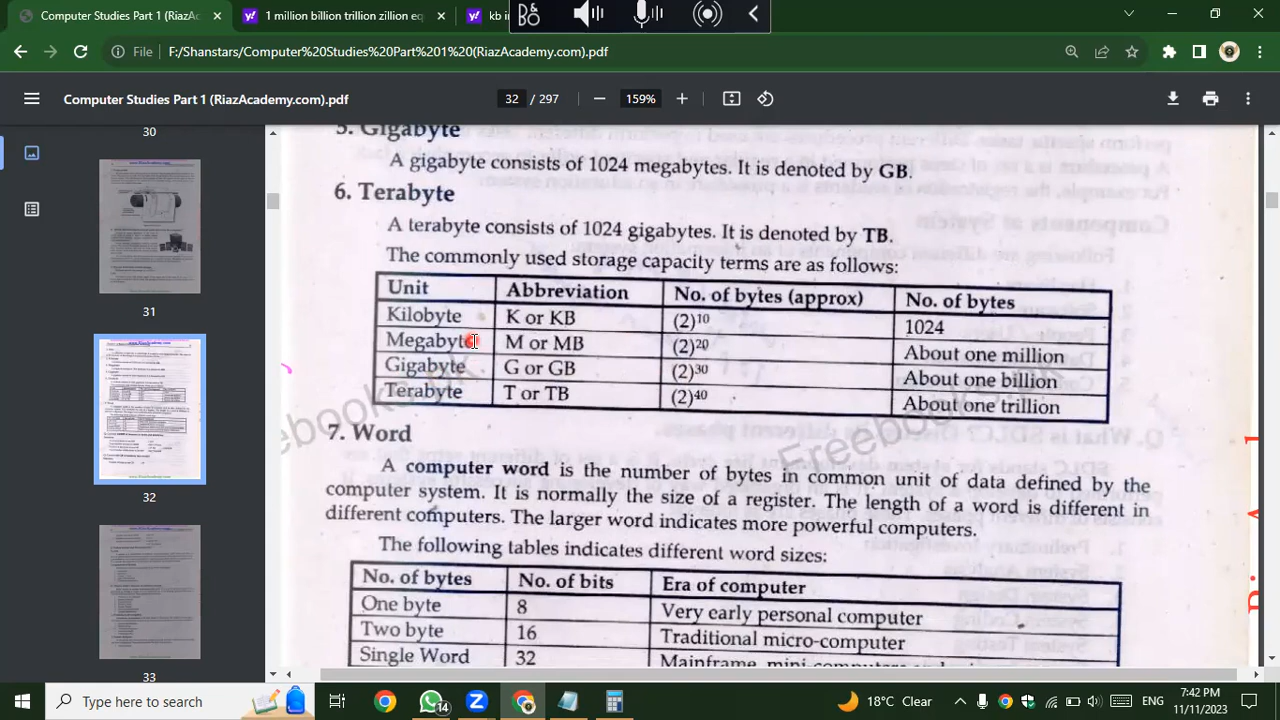 Computer Studies Part 1 (RiazAc
1 million billion trillion zillion eq
kb in
File
F:/Shanstars/Computer%20Studies%20Part%201%20(RiazAcademy.com).pdf
Computer Studies Part 1 (RiazAcademy.com).pdf
32 / 297
159%
30
31
32
33
5. Gigabyte
A gigabyte consists of 1024 megabytes. It is denoted by GB.
6. Terabyte
A terabyte consists of 1024 gigabytes. It is denoted by TB.
The commonly used storage capacity terms are as follows:
Unit Abbreviation No. of bytes (approx) No. of bytes
Kilobyte K or KB (2)10 1024
Megabyte M or MB (2)20 About one million
Gigabyte G or GB (2)30 About one billion
Terabyte T or TB (2)40 About one trillion
7. Word
A computer word is the number of bytes in common unit of data defined by the
computer system. It is normally the size of a register. The length of a word is different in
different computers. The larger word indicates more powerful computers.
The following tables indicates different word sizes:
No. of bytes No. of bits Era of computer
One byte 8 Very early personal computer
Two byte 16 Traditional micro-computer
Single Word 32 Mainframe, mini computers
Type here to search
14
18°C Clear
ENG
7:42 PM
11/11/2023